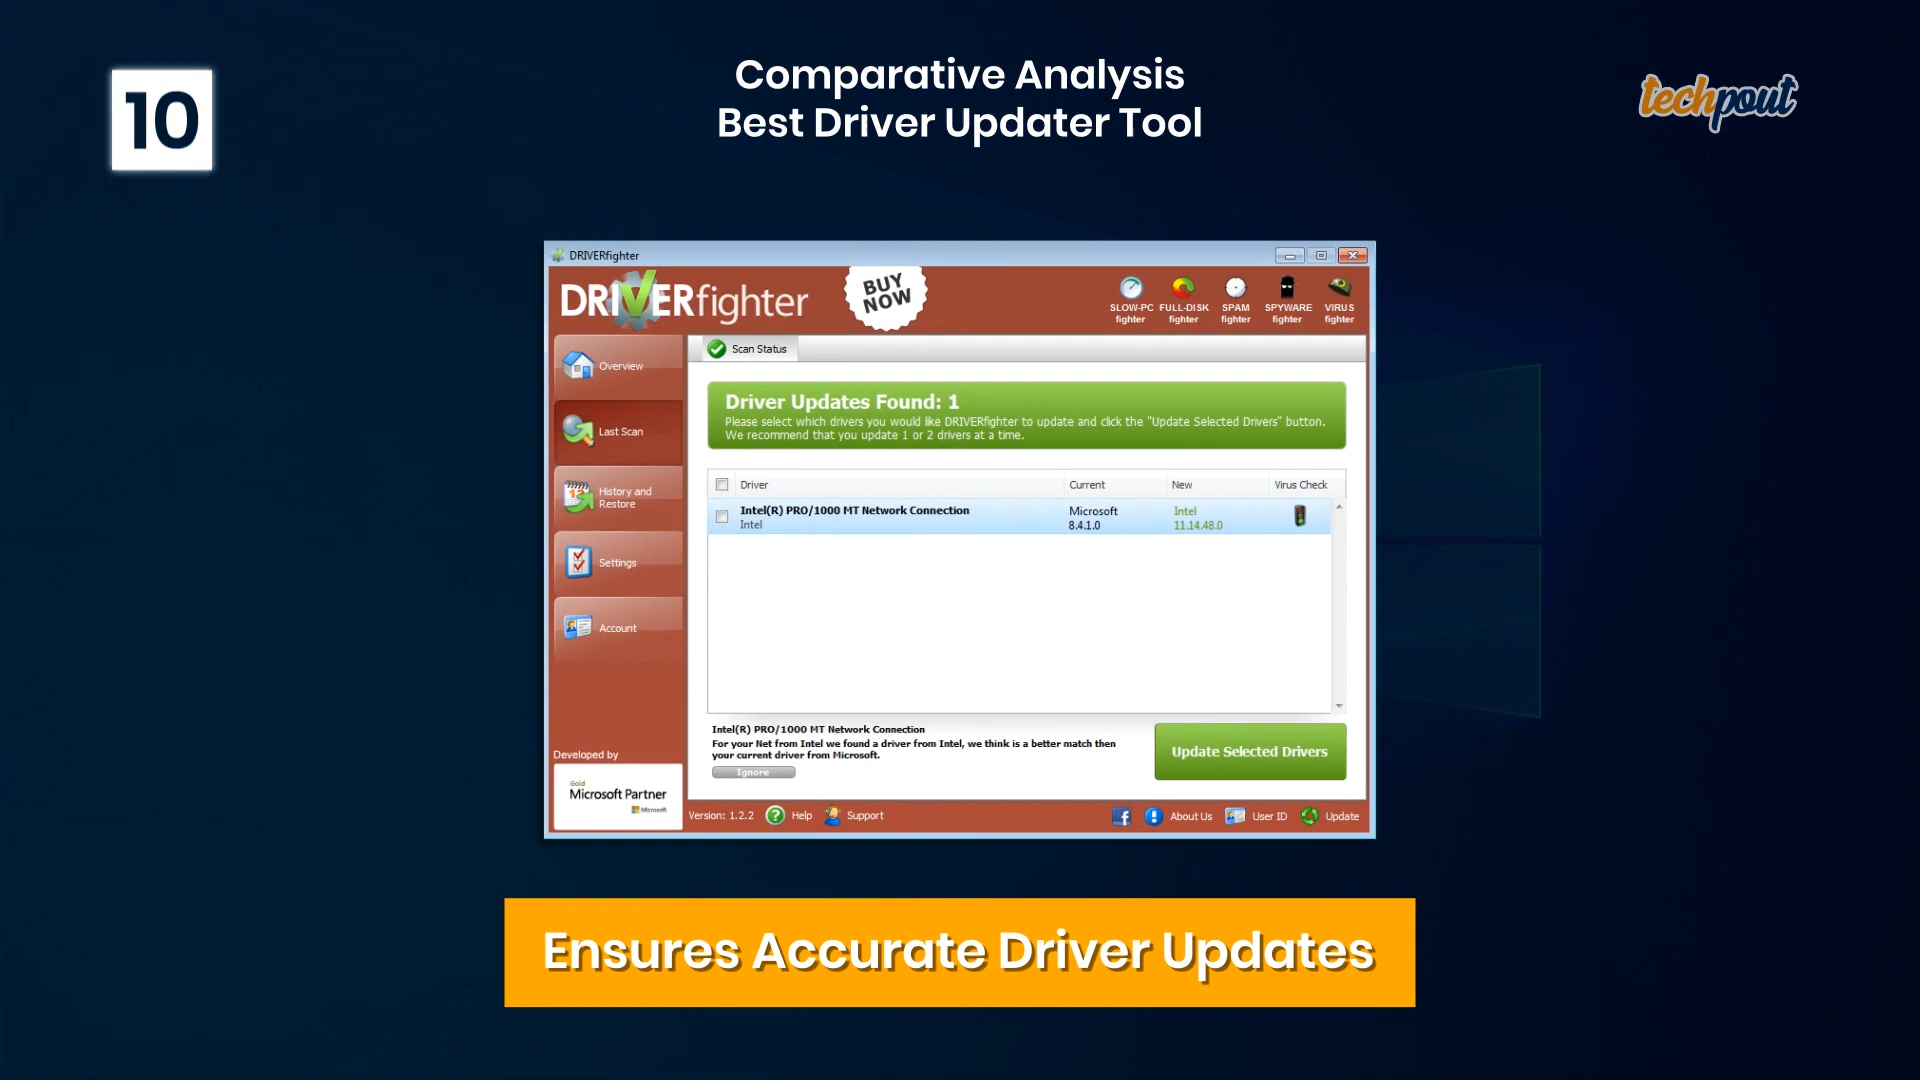 10
Comparative Analysis
Best Driver Updater Tool
techpout
DRIVERfighter
DRIVERfighter
BUY
NOW
SLOW-PC
fighter
FULL-DISK
fighter
SPAM
fighter
SPYWARE
fighter
VIRUS
fighter
Overview
Last Scan
History and
Restore
Settings
Account
Developed by
Gold
Microsoft Partner
Microsoft
Scan Status
Driver Updates Found: 1
Please select which drivers you would like DRIVERfighter to update and click the "Update Selected Drivers" button.
We recommend that you update 1 or 2 drivers at a time.
Driver Current New Virus Check
Intel(R) PRO/1000 MT Network Connection Microsoft Intel
Intel 8.4.1.0 11.14.48.0
Intel(R) PRO/1000 MT Network Connection
For your Net from Intel we found a driver from Intel, we think is a better match then
your current driver from Microsoft.
Ignore
Update Selected Drivers
Version: 1.2.2 Help Support About Us User ID Update
Ensures Accurate Driver Updates